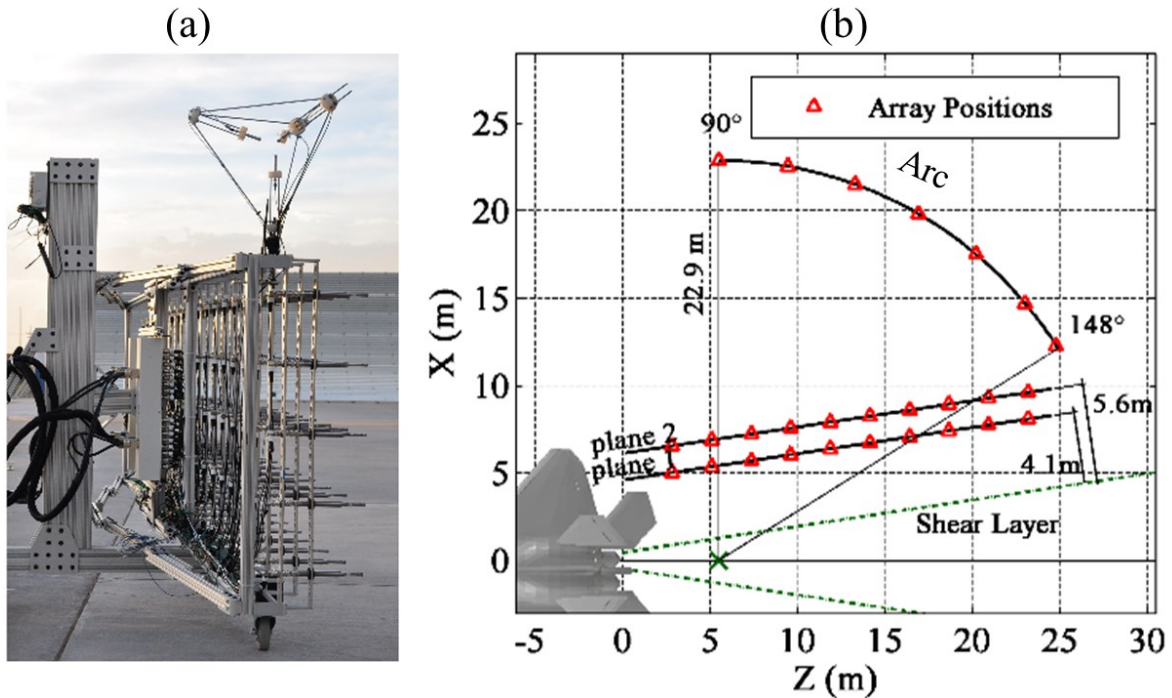 (a)
(b)
Array Positions
90°
Arc
22.9 m
148°
plane 2
plane 1
5.6m
4.1m
Shear Layer
X (m)
25
20
15
10
5
0
-5 0 5 10 15 20 25 30
Z (m)